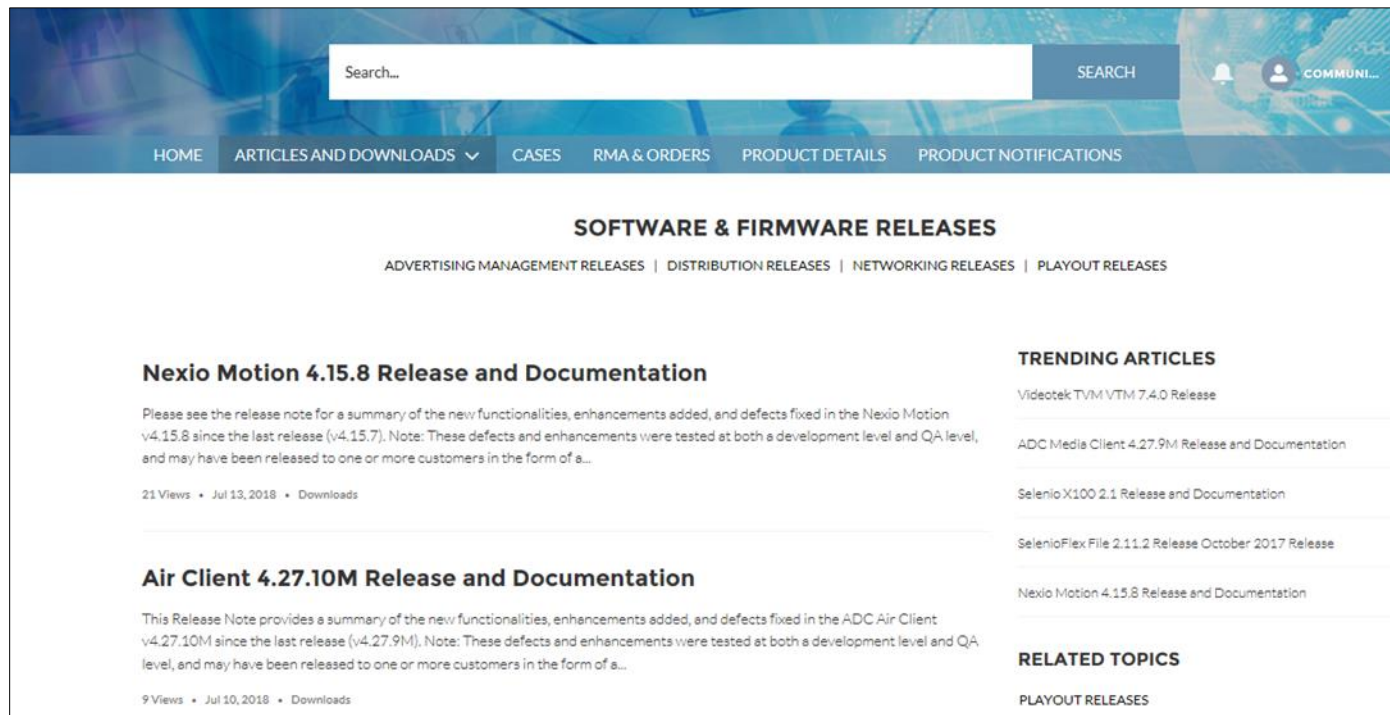 Search...
SEARCH
COMMUNI...
HOME
ARTICLES AND DOWNLOADS
CASES
RMA & ORDERS
PRODUCT DETAILS
PRODUCT NOTIFICATIONS
SOFTWARE & FIRMWARE RELEASES
ADVERTISING MANAGEMENT RELEASES | DISTRIBUTION RELEASES | NETWORKING RELEASES | PLAYOUT RELEASES
Nexio Motion 4.15.8 Release and Documentation
Please see the release note for a summary of the new functionalities, enhancements added, and defects fixed in the Nexio Motion
v4.15.8 since the last release (v4.15.7). Note: These defects and enhancements were tested at both a development level and QA level,
and may have been released to one or more customers in the form of a...
21 Views • Jul 13, 2018 • Downloads
Air Client 4.27.10M Release and Documentation
This Release Note provides a summary of the new functionalities, enhancements added, and defects fixed in the ADC Air Client
v4.27.10M since the last release (v4.27.9M). Note: These defects and enhancements were tested at both a development level and QA
level, and may have been released to one or more customers in the form of a...
9 Views • Jul 10, 2018 • Downloads
TRENDING ARTICLES
Videotek TVM VTM 7.4.0 Release
ADC Media Client 4.27.9M Release and Documentation
Selenio X100 2.1 Release and Documentation
SelenioFlex File 2.11.2 Release October 2017 Release
Nexio Motion 4.15.8 Release and Documentation
RELATED TOPICS
PLAYOUT RELEASES